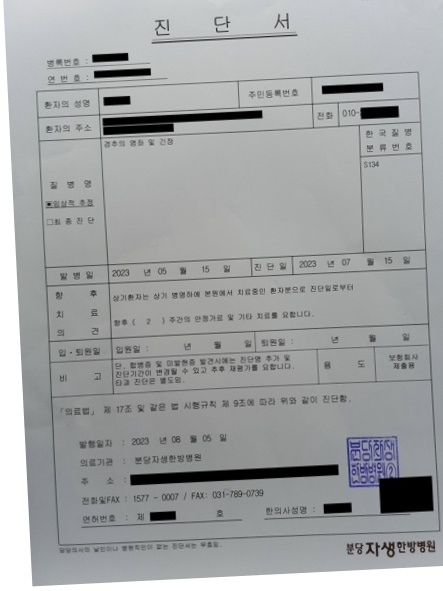 진 단 서
병록번호 :
연 번 호 :
환자의 성명 주민등록번호
환자의 주소 전화 010-
질 병 명
▣임상적 추정
□최 종 진 단
경추의 염좌 및 긴장
한 국 질 병
분 류 번 호
S134
발 병 일 2023 년 05 월 15 일 진 단 일 2023 년 07 월 15 일
향 후
치 료
의 견
상기환자는 상기 병명하에 본원에서 치료중인 환자분으로 진단일로부터
향후 ( 2 ) 주간의 안정가료 및 기타 치료를 요합니다.
입·퇴원일 입원일 : 년 월 일 퇴원일 : 년 월 일
비 고
단, 합병증 및 미발현증 발견시에는 진단명 추가 및
진단기간이 변경될 수 있고 추후 재평가를 요합니다.
타과 진단은 별도임.
용 도
보험회사
제출용
「의료법」 제 17조 및 같은 법 시행규칙 제 9조에 따라 위와 같이 진단함.
발행일자 : 2023 년 08 월 05 일
의료기관 : 분당자생한방병원
주 소 :
전화및FAX : 1577 - 0007 / FAX: 031-789-0739
면허번호 : 제 호 한의사성명 :
분당자생
한방병원
담당의사의 날인이나 병원직인이 없는 진단서는 무효임.
분당 자생한방병원